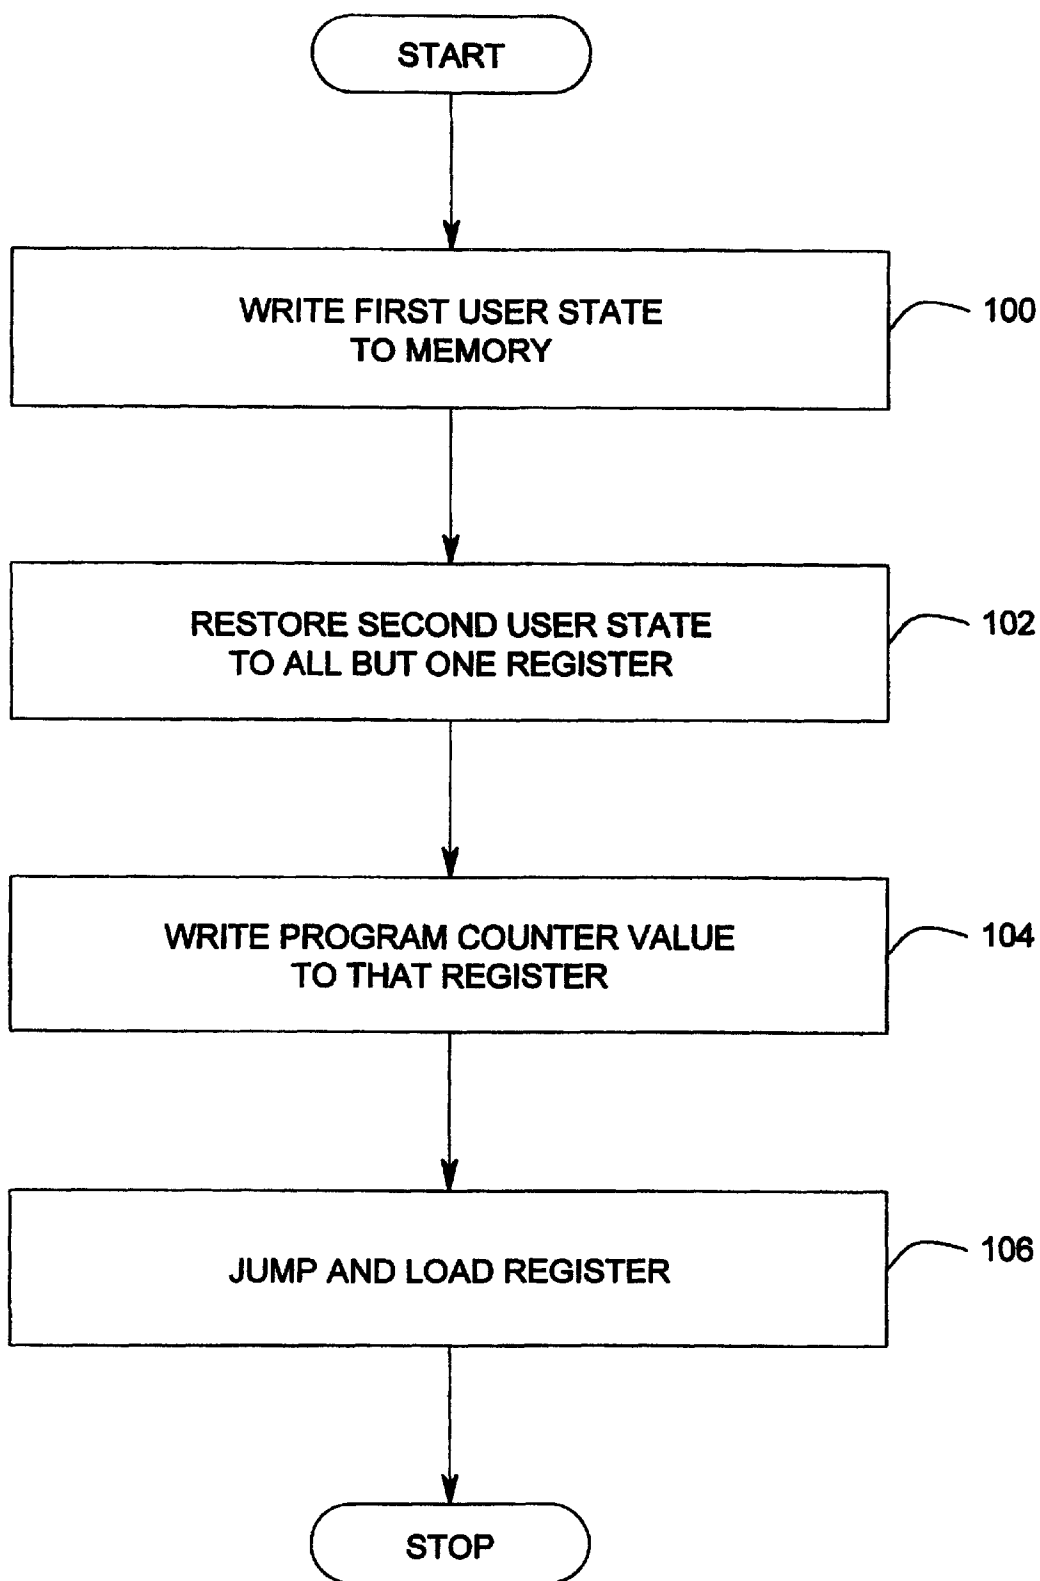 START
WRITE FIRST USER STATE
TO MEMORY
100
RESTORE SECOND USER STATE
TO ALL BUT ONE REGISTER
102
WRITE PROGRAM COUNTER VALUE
TO THAT REGISTER
104
JUMP AND LOAD REGISTER
106
STOP